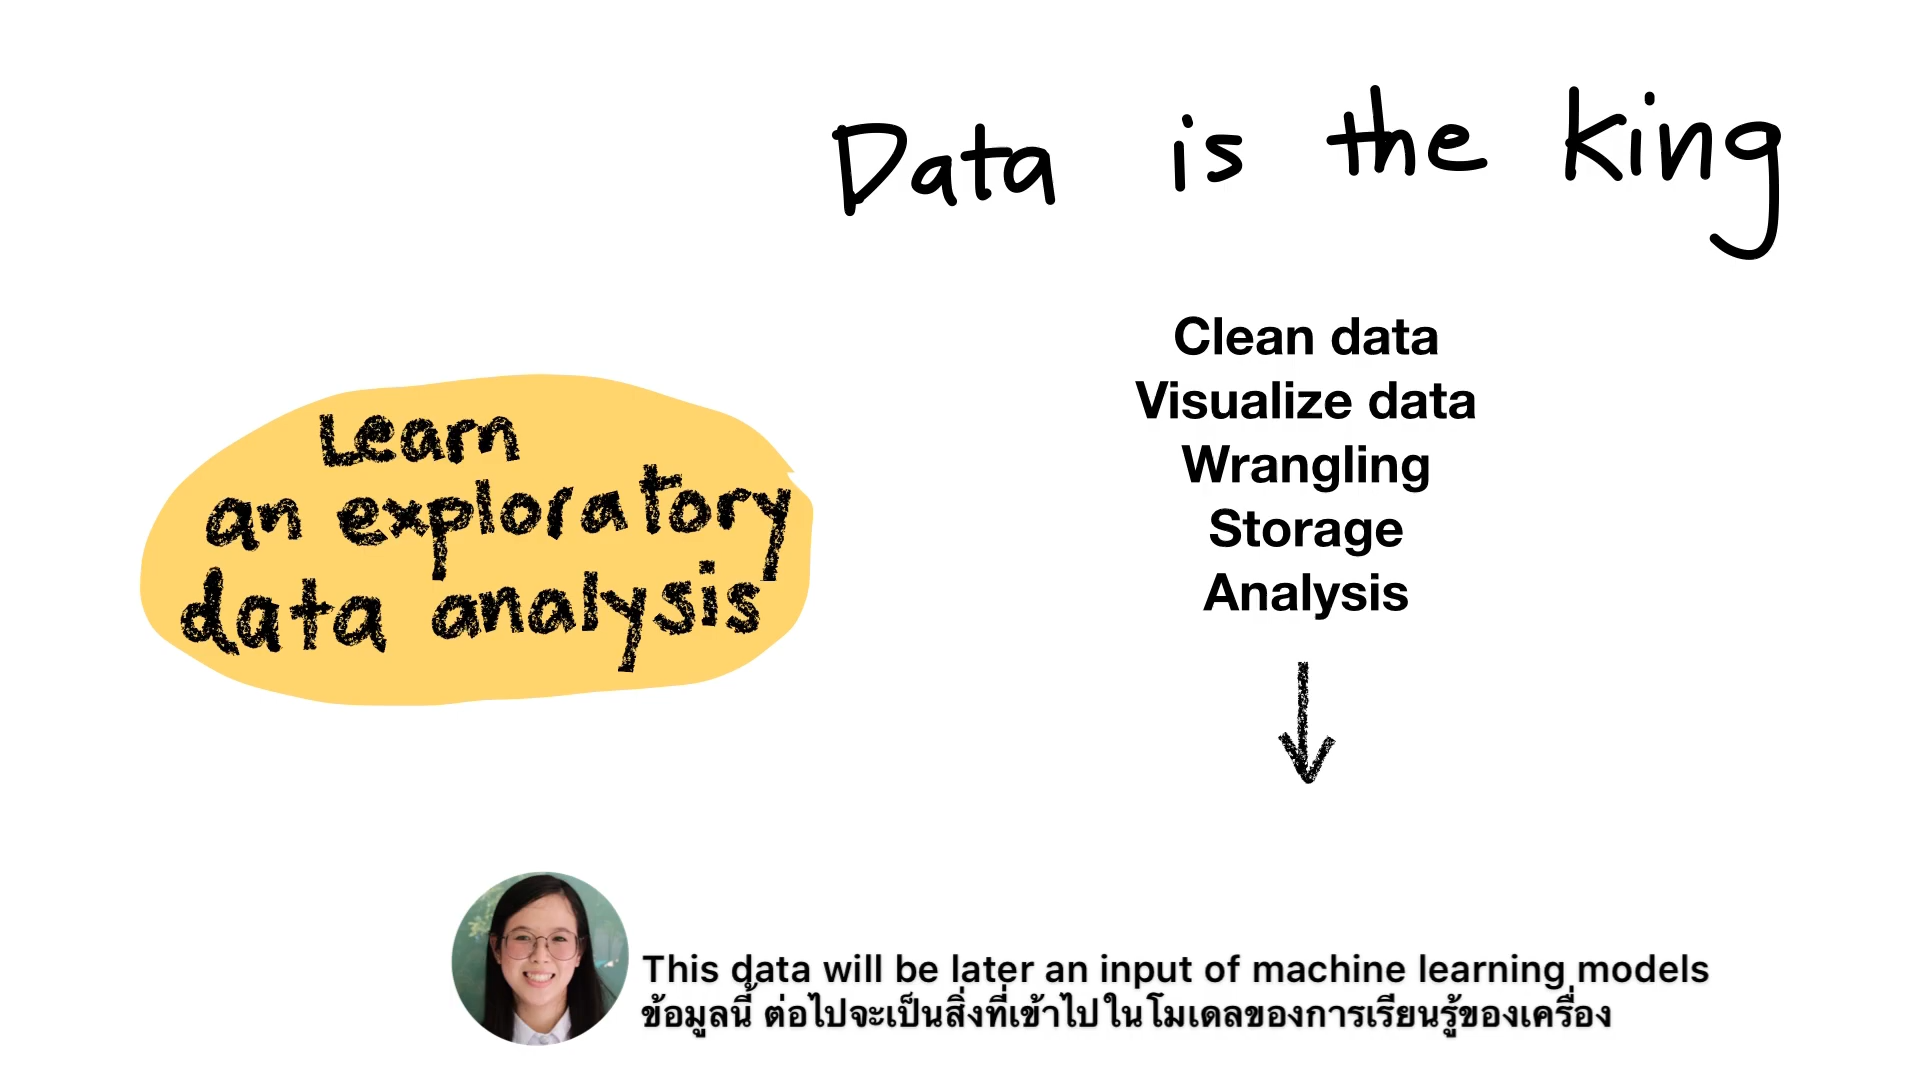 Data is the king
Clean data
Visualize data
Wrangling
Storage
Analysis
Learn
an exploratory
data analysis
This data will be later an input of machine learning models
ข้อมูลนี้ ต่อไปจะเป็นสิ่งที่เข้าไปในโมเดลของการเรียนรู้ของเครื่อง